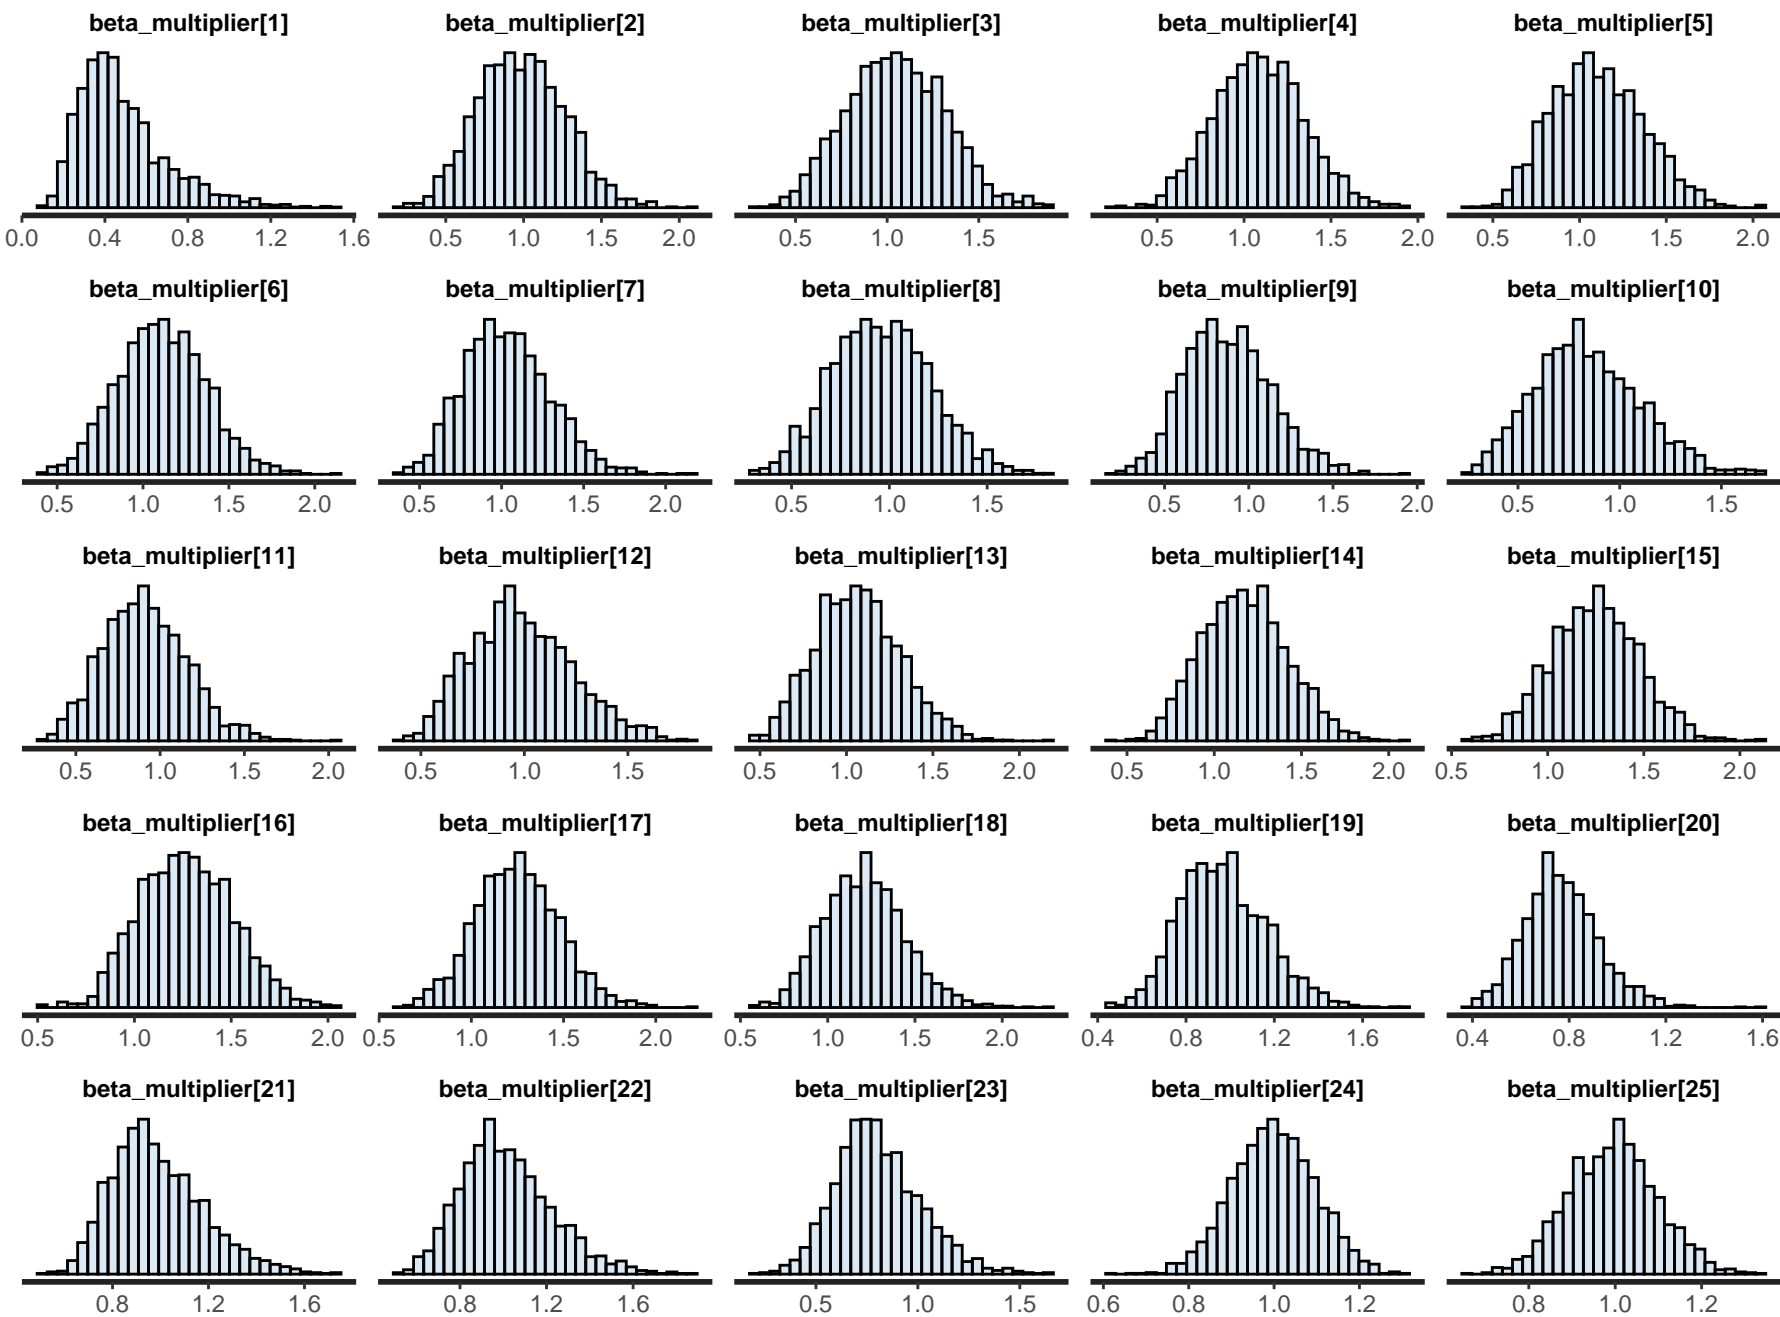 beta_multiplier[1] beta_multiplier[2] beta_multiplier[3] beta_multiplier[4] beta_multiplier[5]
0.0 0.4 0.8 1.2 1.6 0.5 1.0 1.5 2.0 0.5 1.0 1.5 0.5 1.0 1.5 2.0 0.5 1.0 1.5 2.0
beta_multiplier[6] beta_multiplier[7] beta_multiplier[8] beta_multiplier[9] beta_multiplier[10]
0.5 1.0 1.5 2.0 0.5 1.0 1.5 2.0 0.5 1.0 1.5 0.5 1.0 1.5 2.0 0.5 1.0 1.5
beta_multiplier[11] beta_multiplier[12] beta_multiplier[13] beta_multiplier[14] beta_multiplier[15]
0.5 1.0 1.5 2.0 0.5 1.0 1.5 0.5 1.0 1.5 2.0 0.5 1.0 1.5 2.0 0.5 1.0 1.5 2.0
beta_multiplier[16] beta_multiplier[17] beta_multiplier[18] beta_multiplier[19] beta_multiplier[20]
0.5 1.0 1.5 2.0 0.5 1.0 1.5 2.0 0.5 1.0 1.5 2.0 0.4 0.8 1.2 1.6 0.4 0.8 1.2 1.6
beta_multiplier[21] beta_multiplier[22] beta_multiplier[23] beta_multiplier[24] beta_multiplier[25]
0.8 1.2 1.6 0.8 1.2 1.6 0.5 1.0 1.5 0.6 0.8 1.0 1.2 0.8 1.0 1.2